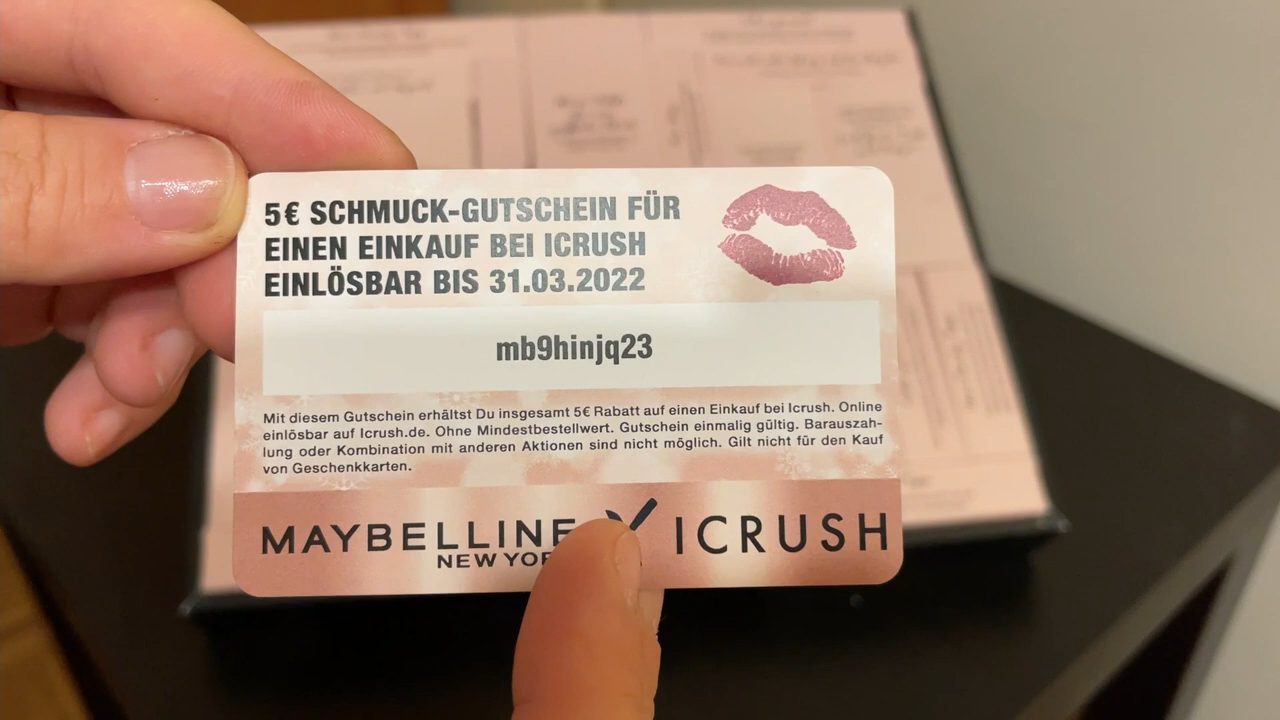 5€ SCHMUCK-GUTSCHEIN FÜR
EINEN EINKAUF BEI ICRUSH
EINLÖSBAR BIS 31.03.2022
mb9hinjq23
Mit diesem Gutschein erhältst Du insgesamt 5€ Rabatt auf einen Einkauf bei Icrush. Online
einlösbar auf Icrush.de. Ohne Mindestbestellwert. Gutschein einmalig gültig. Barauszah-
lung oder Kombination mit anderen Aktionen sind nicht möglich. Gilt nicht für den Kauf
von Geschenkkarten.
MAYBELLINE X ICRUSH
NEW YOR